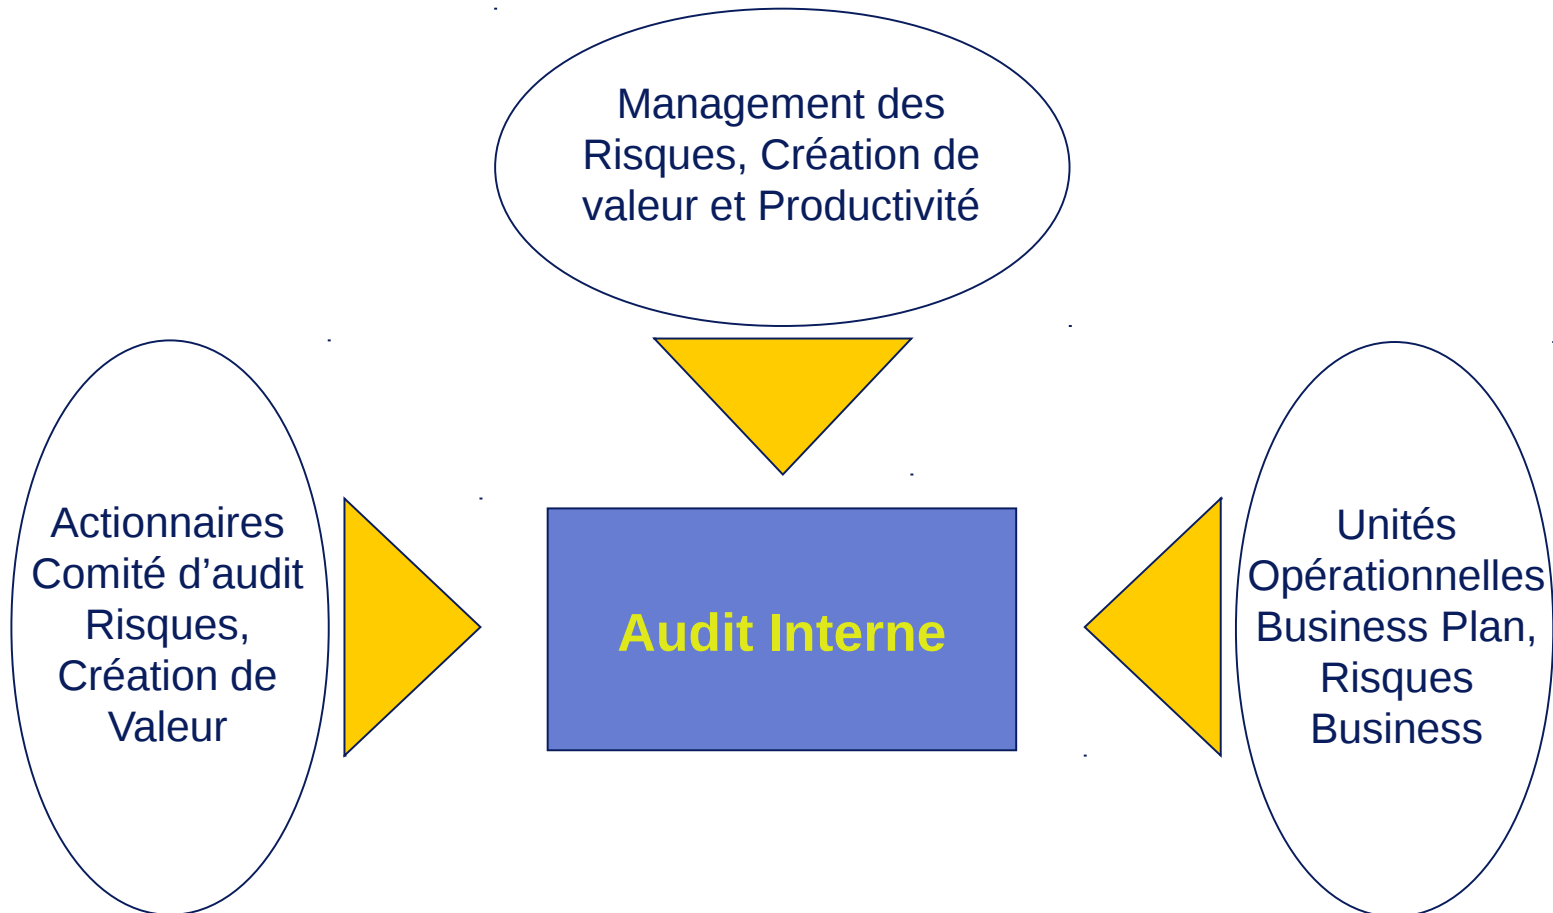 Management des
Risques, Création de
valeur et Productivité
Actionnaires
Comité d’audit
Risques,
Création de
Valeur
Audit Interne
Unités
Opérationnelles
Business Plan,
Risques
Business